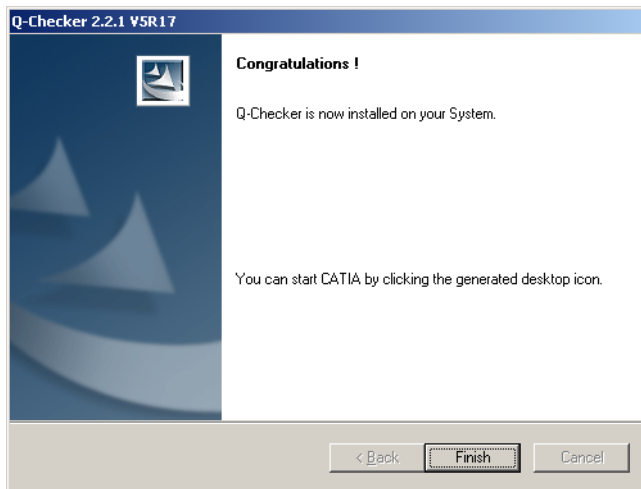 Q-Checker 2.2.1 V5R17
Congratulations !
Q-Checker is now installed on your System.
You can start CATIA by clicking the generated desktop icon.
< Back
Finish
Cancel